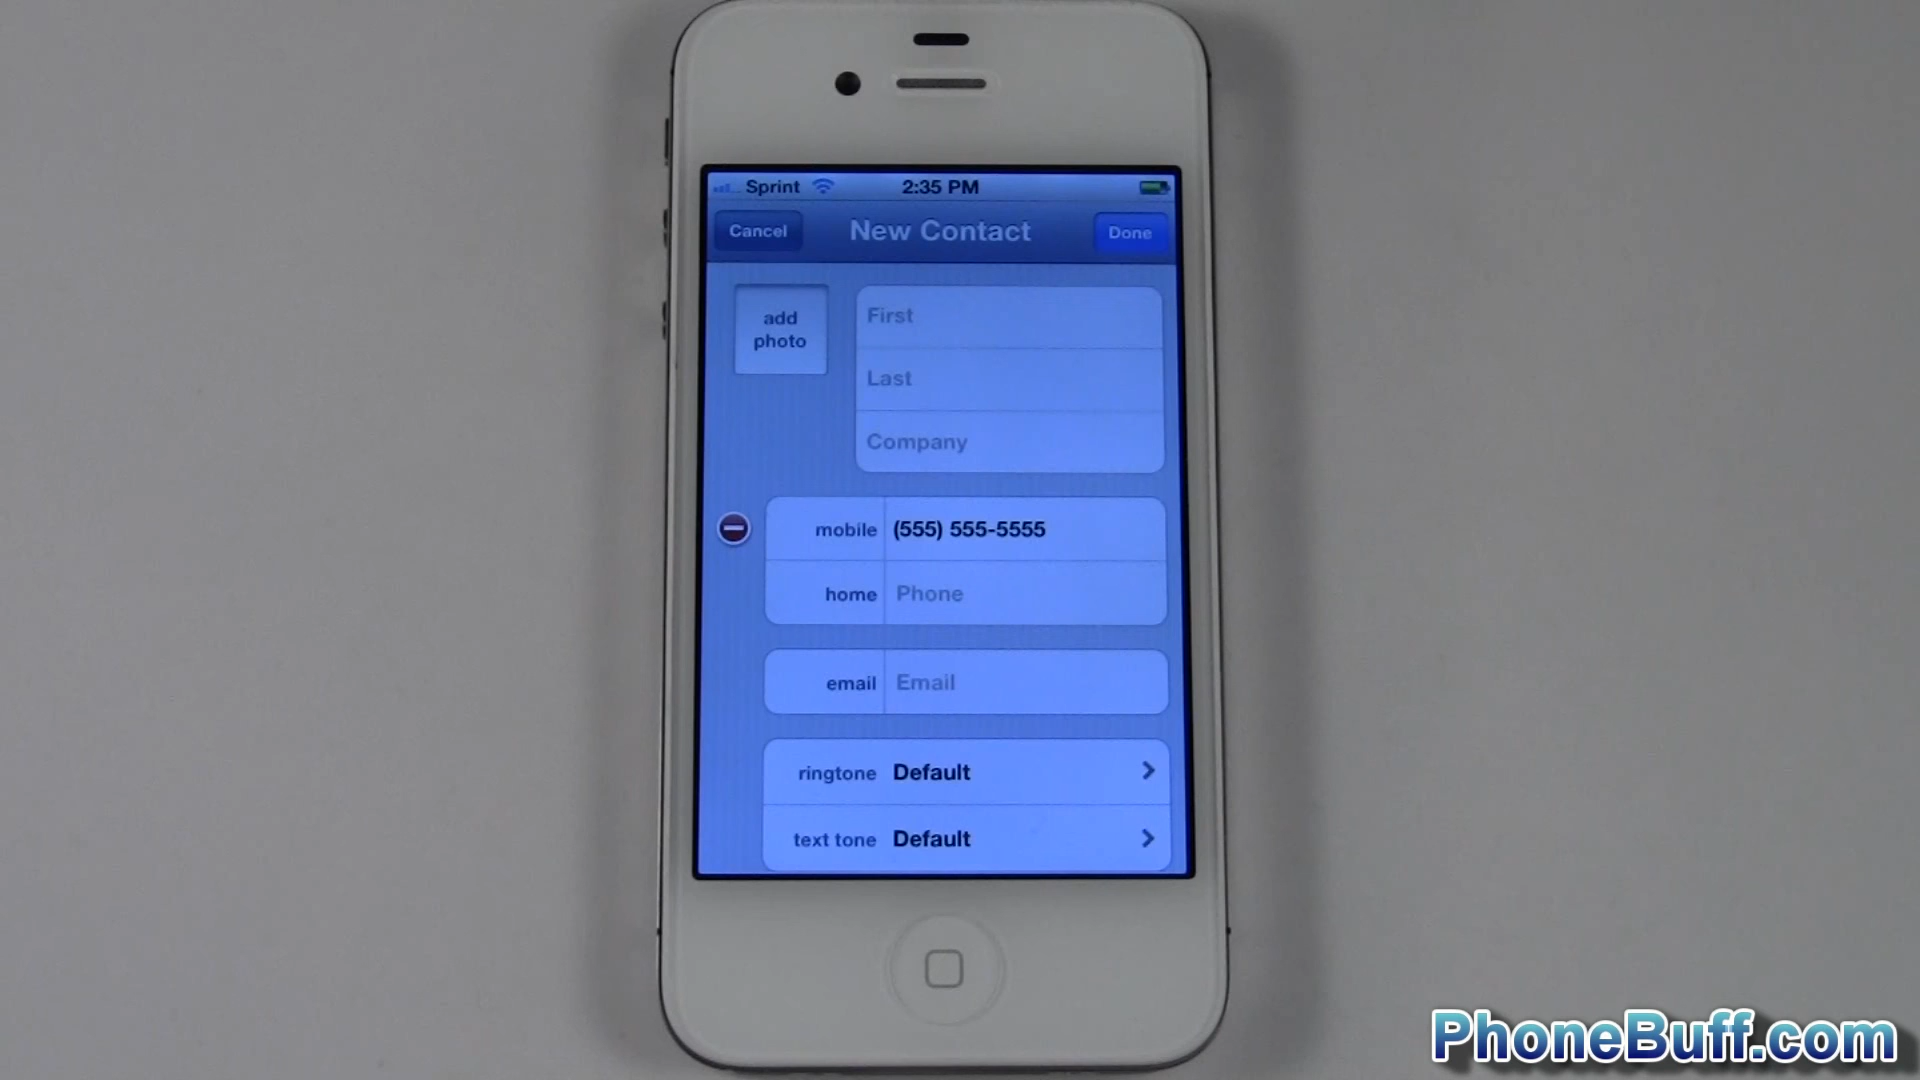 Sprint 2:35 PM
Cancel New Contact Done
add
photo
First
Last
Company
mobile (555) 555-5555
home Phone
email Email
ringtone Default
text tone Default
PhoneBuff.com